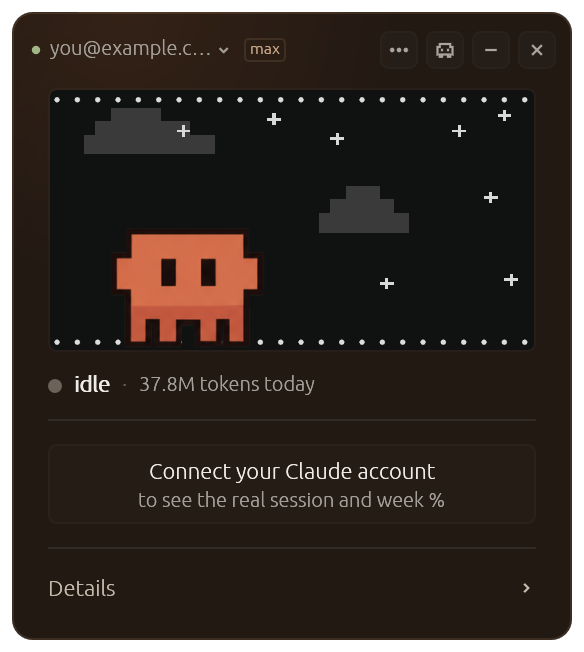 you@example.c...
max
idle · 37.8M tokens today
Connect your Claude account
to see the real session and week %
Details